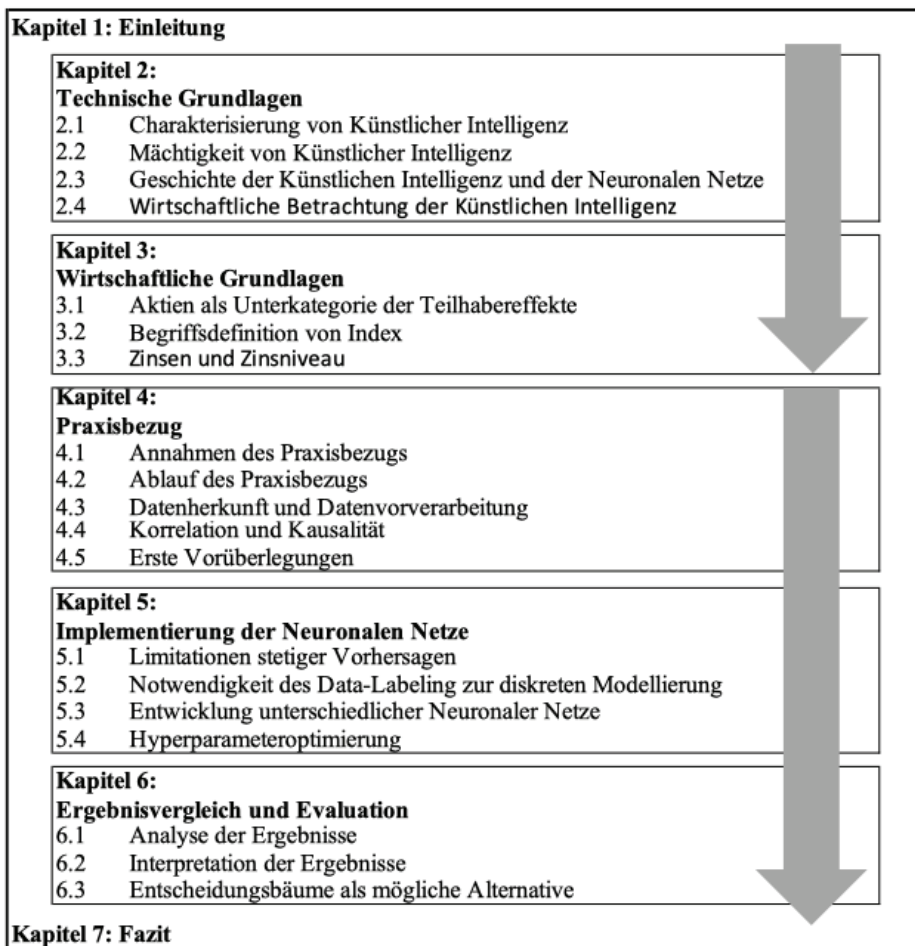 Kapitel 1: Einleitung
Kapitel 2:
Technische Grundlagen
2.1 Charakterisierung von Künstlicher Intelligenz
2.2 Mächtigkeit von Künstlicher Intelligenz
2.3 Geschichte der Künstlichen Intelligenz und der Neuronalen Netze
2.4 Wirtschaftliche Betrachtung der Künstlichen Intelligenz
Kapitel 3:
Wirtschaftliche Grundlagen
3.1 Aktien als Unterkategorie der Teilhabereffekte
3.2 Begriffsdefinition von Index
3.3 Zinsen und Zinsniveau
Kapitel 4:
Praxisbezug
4.1 Annahmen des Praxisbezugs
4.2 Ablauf des Praxisbezugs
4.3 Datenherkunft und Datenvorverarbeitung
4.4 Korrelation und Kausalität
4.5 Erste Vorüberlegungen
Kapitel 5:
Implementierung der Neuronalen Netze
5.1 Limitationen stetiger Vorhersagen
5.2 Notwendigkeit des Data-Labeling zur diskreten Modellierung
5.3 Entwicklung unterschiedlicher Neuronaler Netze
5.4 Hyperparameteroptimierung
Kapitel 6:
Ergebnisvergleich und Evaluation
6.1 Analyse der Ergebnisse
6.2 Interpretation der Ergebnisse
6.3 Entscheidungsbäume als mögliche Alternative
Kapitel 7: Fazit